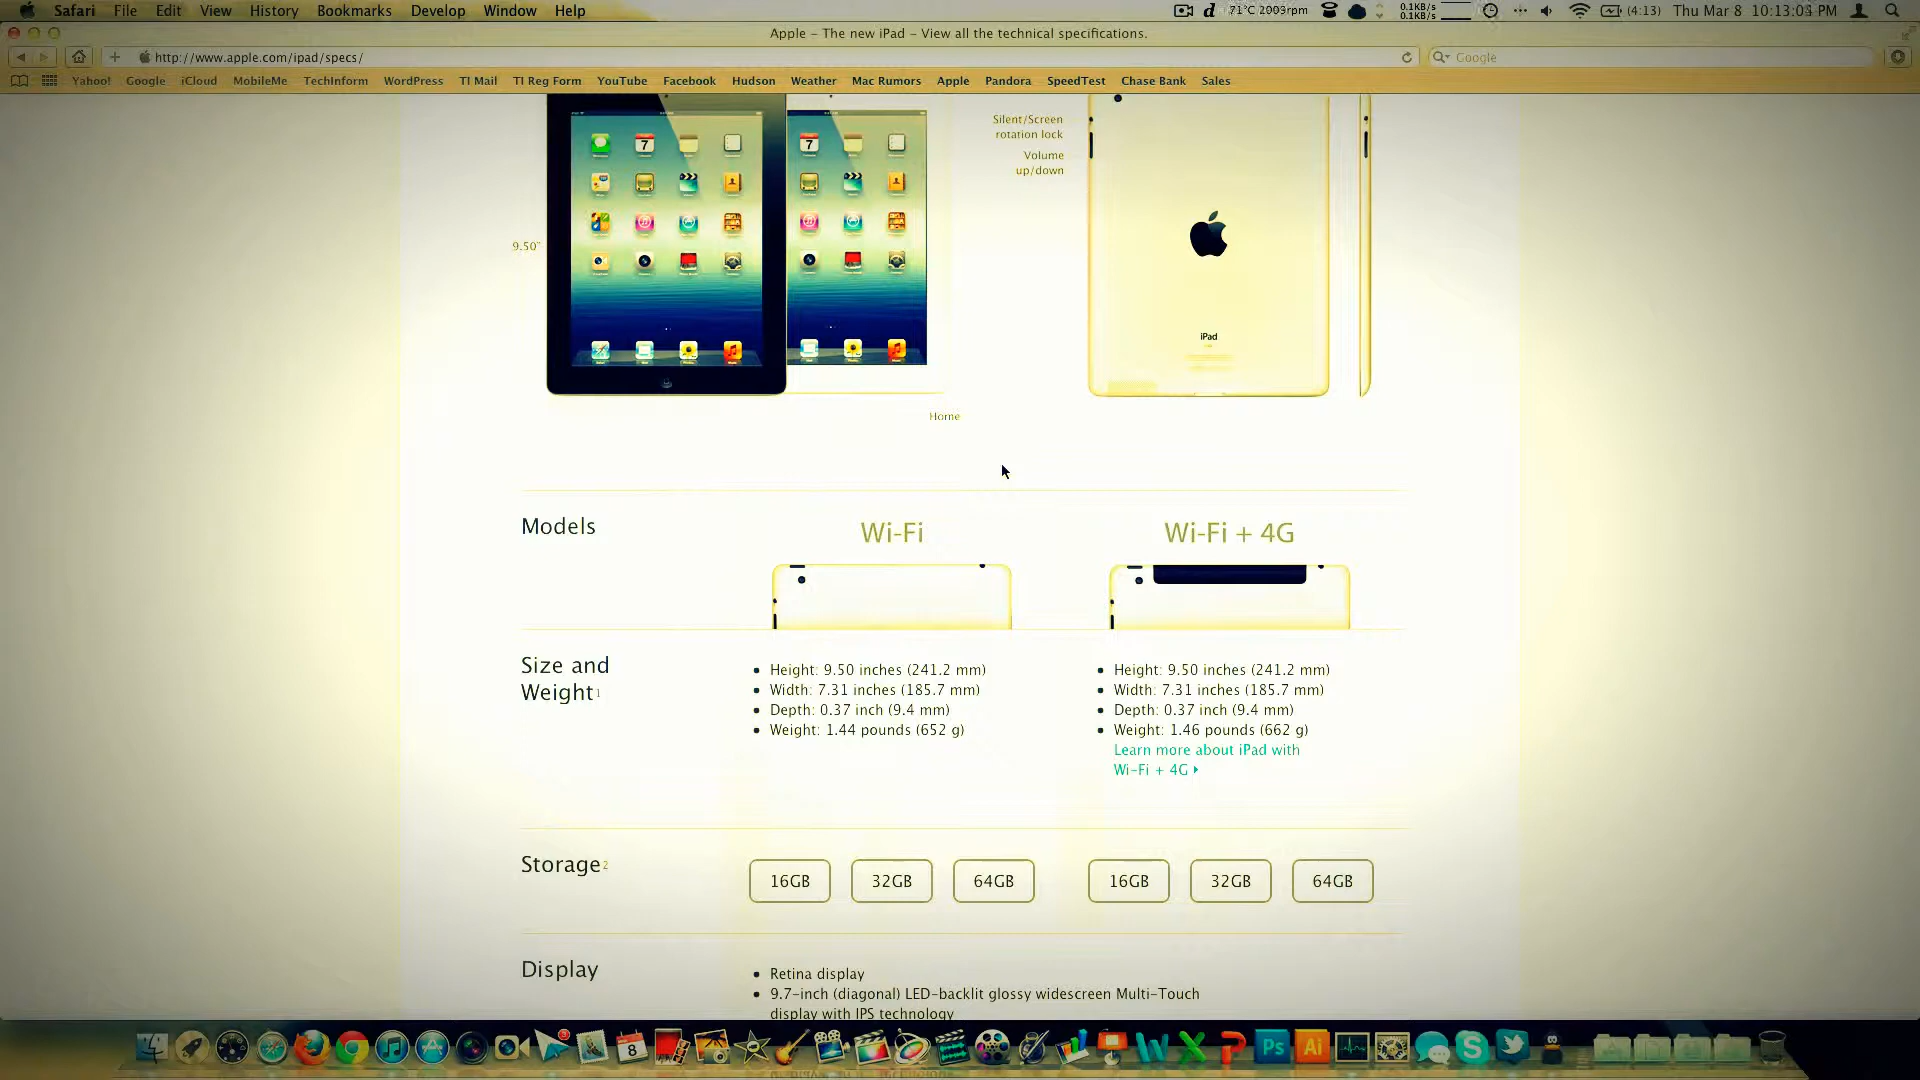 Safari File Edit View History Bookmarks Develop Window Help 71°C 2009rpm 0.1KB/s 0.1KB/s (4:13) Thu Mar 8 PM
Apple – The new iPad – View all the technical specifications.
http://www.apple.com/ipad/specs/ Google
Yahoo! Google iCloud MobileMe TechInform WordPress TI Mail TI Reg Form YouTube Facebook Hudson Weather Mac Rumors Apple Pandora SpeedTest Chase Bank Sales
Silent/Screen
rotation lock
Volume
up/down
7
7
9.50"
iPad
Home
Models
Wi-Fi
Wi-Fi + 4G
Size and
Weight1
Height: 9.50 inches (241.2 mm)
Width: 7.31 inches (185.7 mm)
Depth: 0.37 inch (9.4 mm)
Weight: 1.44 pounds (652 g)
Height: 9.50 inches (241.2 mm)
Width: 7.31 inches (185.7 mm)
Depth: 0.37 inch (9.4 mm)
Weight: 1.46 pounds (662 g)
Learn more about iPad with
Wi-Fi + 4G
Storage2
16GB 32GB 64GB 16GB 32GB 64GB
Display
Retina display
9.7-inch (diagonal) LED-backlit glossy widescreen Multi-Touch
display with IPS technology
3 8 Ps Ai